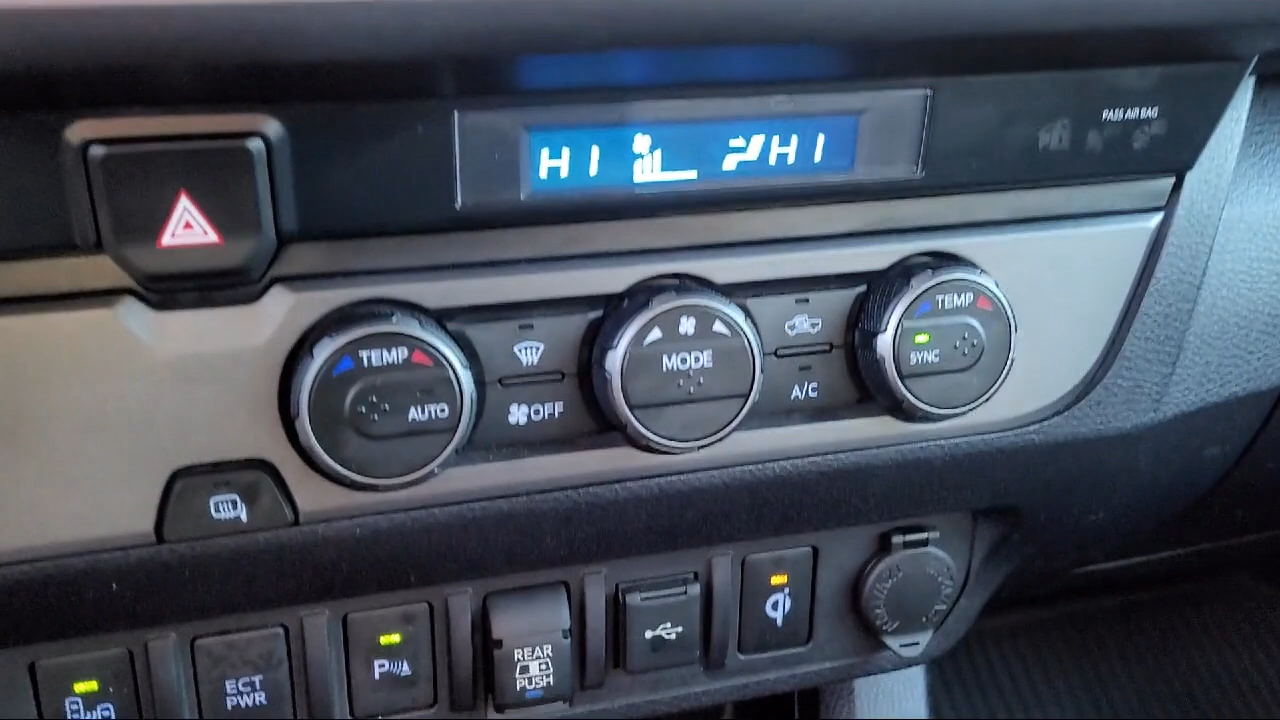 PASS AIR BAG
HI HI
TEMP
AUTO
OFF
MODE
A/C
TEMP
SYNC
ECT
PWR
P
REAR
PUSH